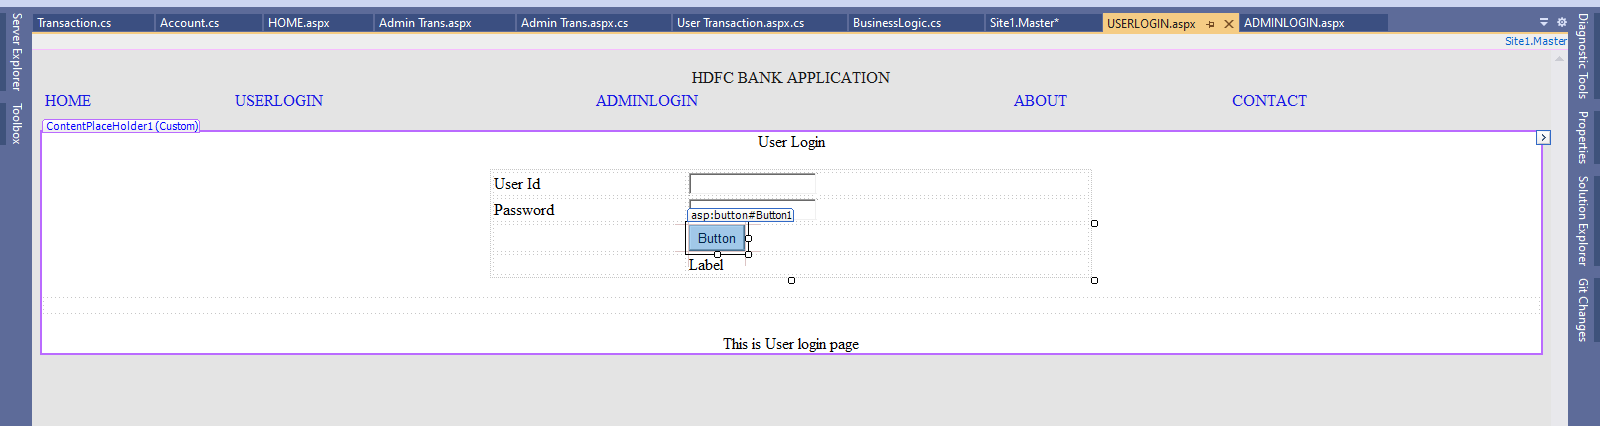 Transaction.cs Account.cs HOME.aspx Admin Trans.aspx Admin Trans.aspx.cs User Transaction.aspx.cs BusinessLogic.cs Site1.Master* USERLOGIN.aspx ADMINLOGIN.aspx
Site1.Master
Server Explorer
Toolbox
HDFC BANK APPLICATION
HOME USERLOGIN ADMINLOGIN ABOUT CONTACT
ContentPlaceHolder1 (Custom)
User Login
User Id
Password
asp:button#Button1
Button
Label
This is User login page
Diagnostic Tools
Properties
Solution Explorer
Git Changes